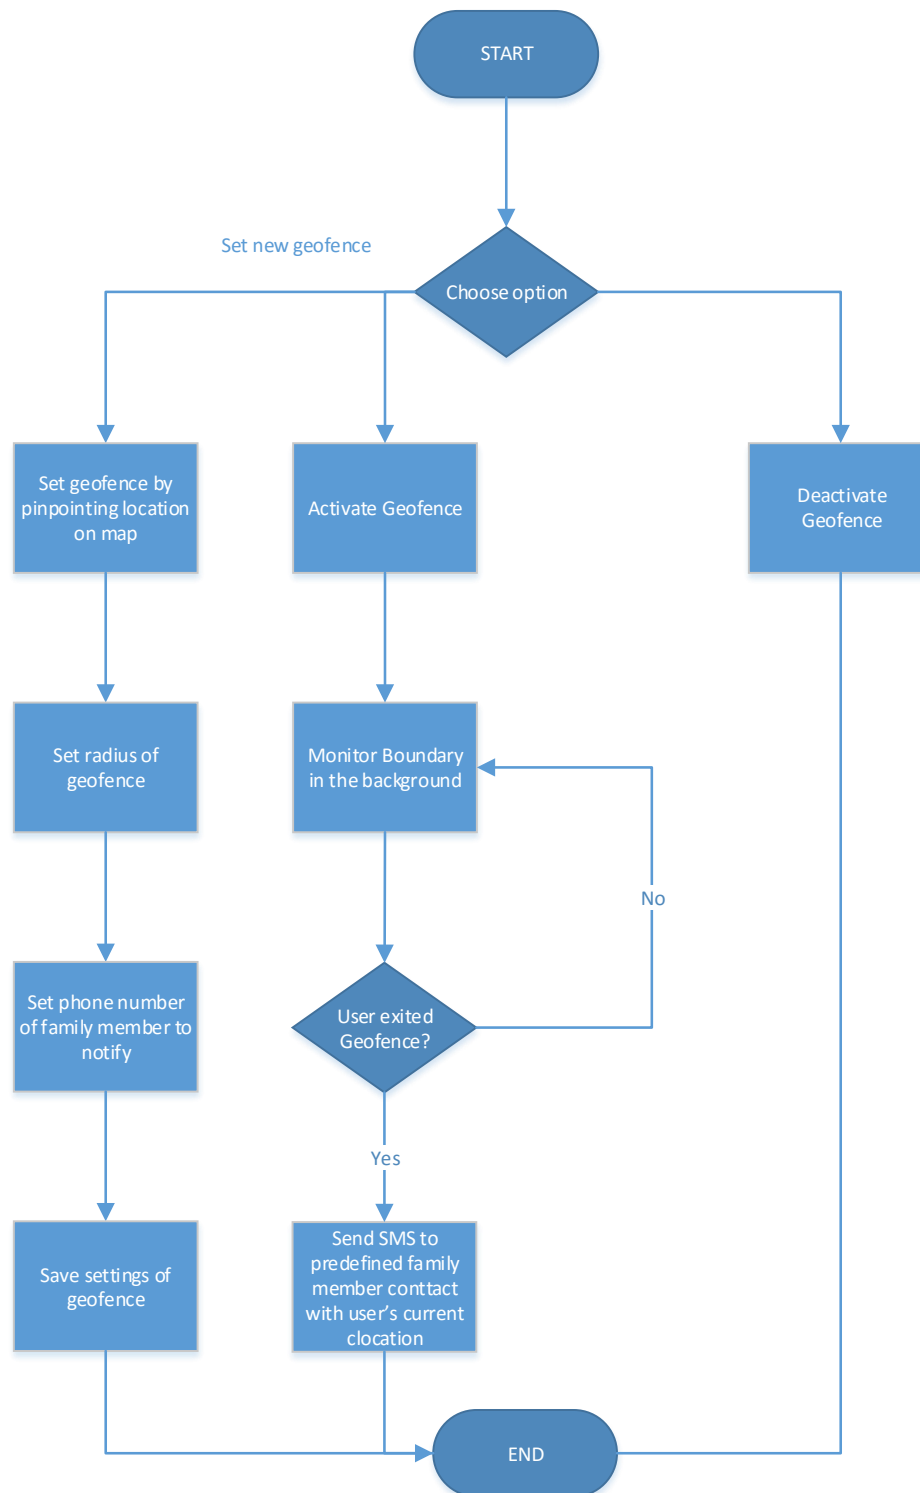 START
Set new geofence
Choose option
Set geofence by
pinpointing location
on map
Activate Geofence
Deactivate
Geofence
Set radius of
geofence
Monitor Boundary
in the background
No
Set phone number
of family member to
notify
User exited
Geofence?
Yes
Save settings of
geofence
Send SMS to
predefined family
member conttact
with user's current
clocation
END